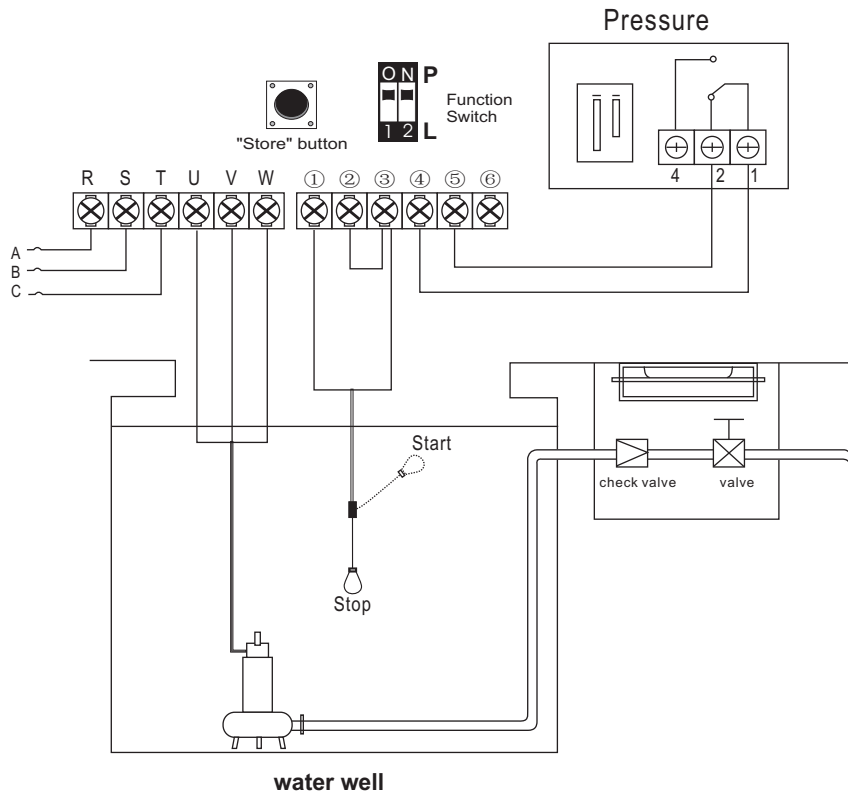 Pressure
4 2 1
"Store" button
ON
1 2
P
L
Function
Switch
R S T U V W ① ② ③ ④ ⑤ ⑥
A
B
C
Start
Stop
check valve
valve
water well